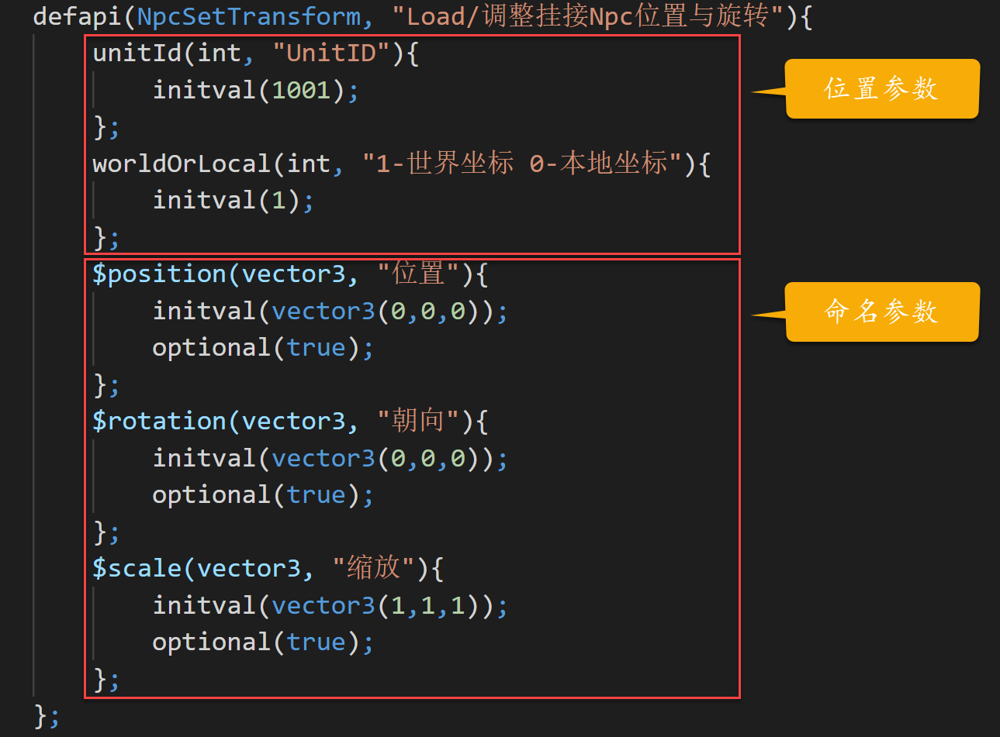 defapi(NpcSetTransform, "Load/调整挂接Npc位置与旋转"){
unitId(int, "UnitID"){
initval(1001);
};
位置参数
worldOrLocal(int, "1-世界坐标 0-本地坐标"){
initval(1);
};
$position(vector3, "位置"){
initval(vector3(0,0,0));
命名参数
optional(true);
};
$rotation(vector3, "朝向"){
initval(vector3(0,0,0));
optional(true);
};
$scale(vector3, "缩放"){
initval(vector3(1,1,1));
optional(true);
};
};